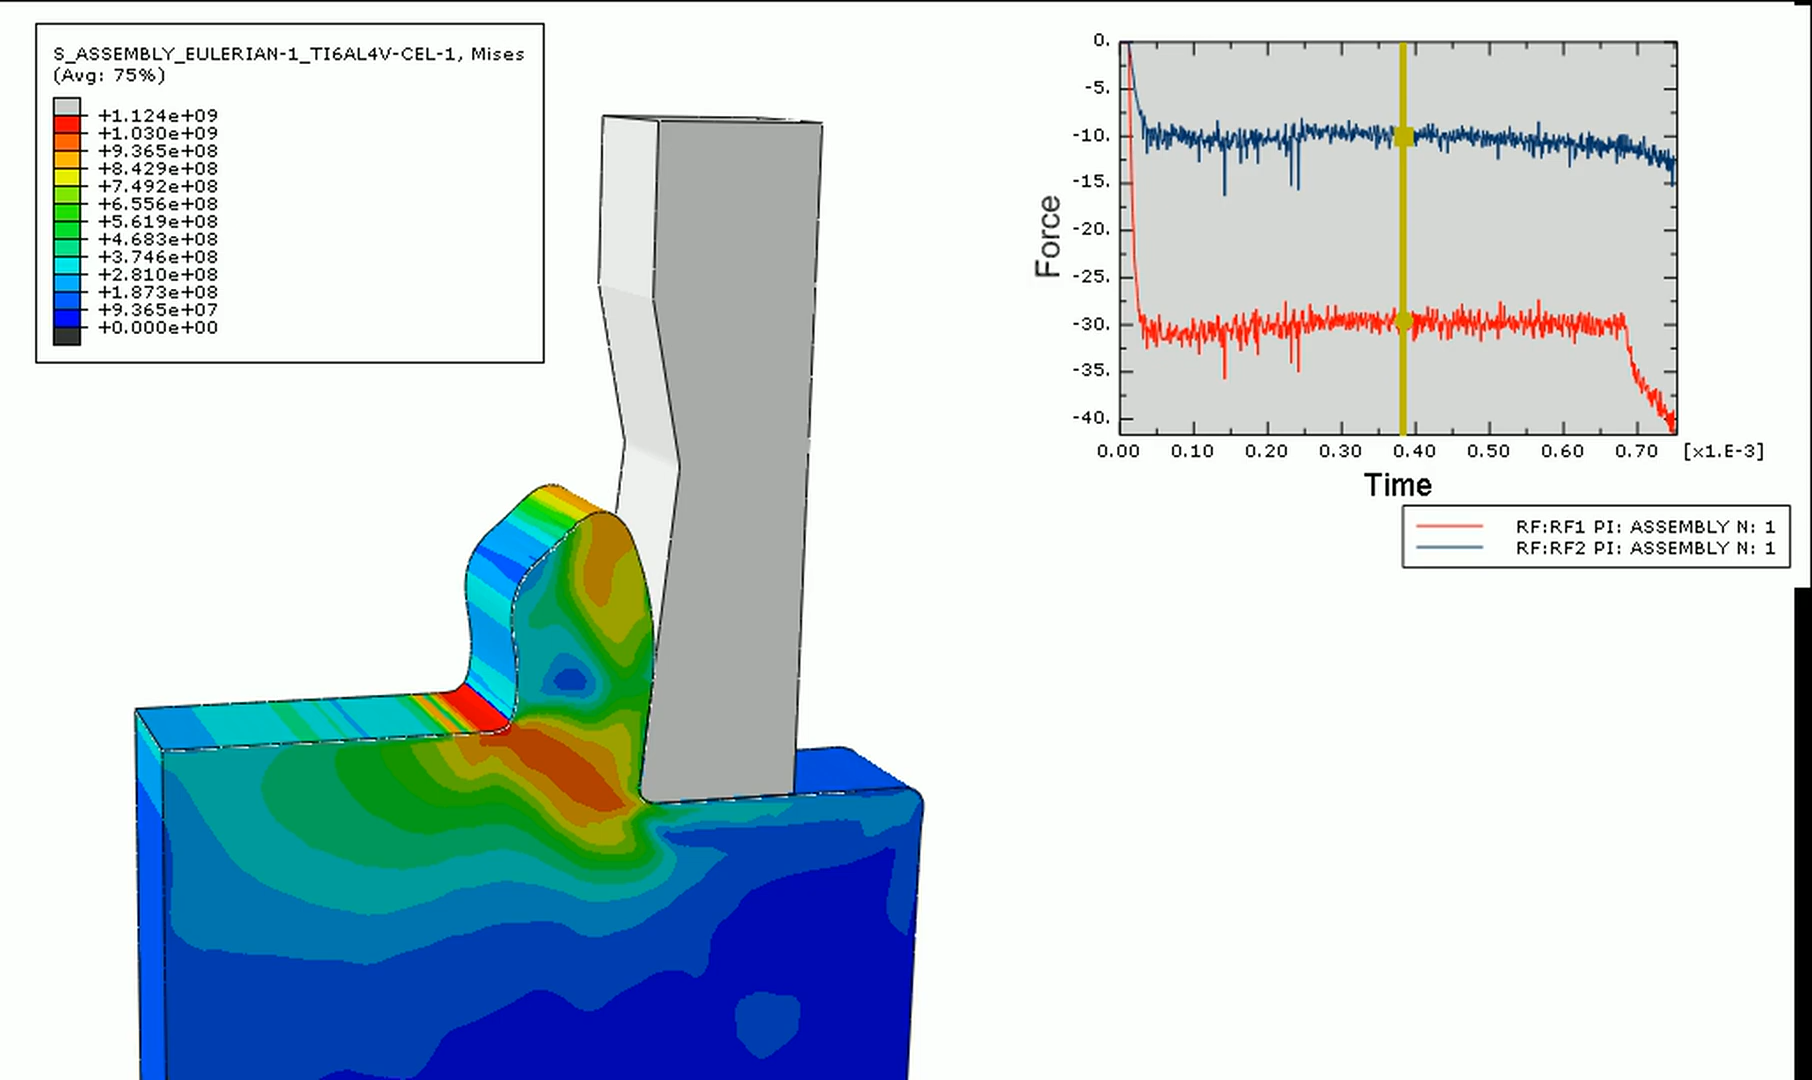 S_ASSEMBLY_EULERIAN-1_TI6AL4V-CEL-1, Mises
(Avg: 75%)
+1.124e+09
+1.030e+09
+9.365e+08
+8.429e+08
+7.492e+08
+6.556e+08
+5.619e+08
+4.683e+08
+3.746e+08
+2.810e+08
+1.873e+08
+9.365e+07
+0.000e+00
0.
-5.
-10.
-15.
-20.
-25.
-30.
-35.
-40.
Force
0.00 0.10 0.20 0.30 0.40 0.50 0.60 0.70 [x1.E-3]
Time
RF:RF1 PI: ASSEMBLY N: 1
RF:RF2 PI: ASSEMBLY N: 1